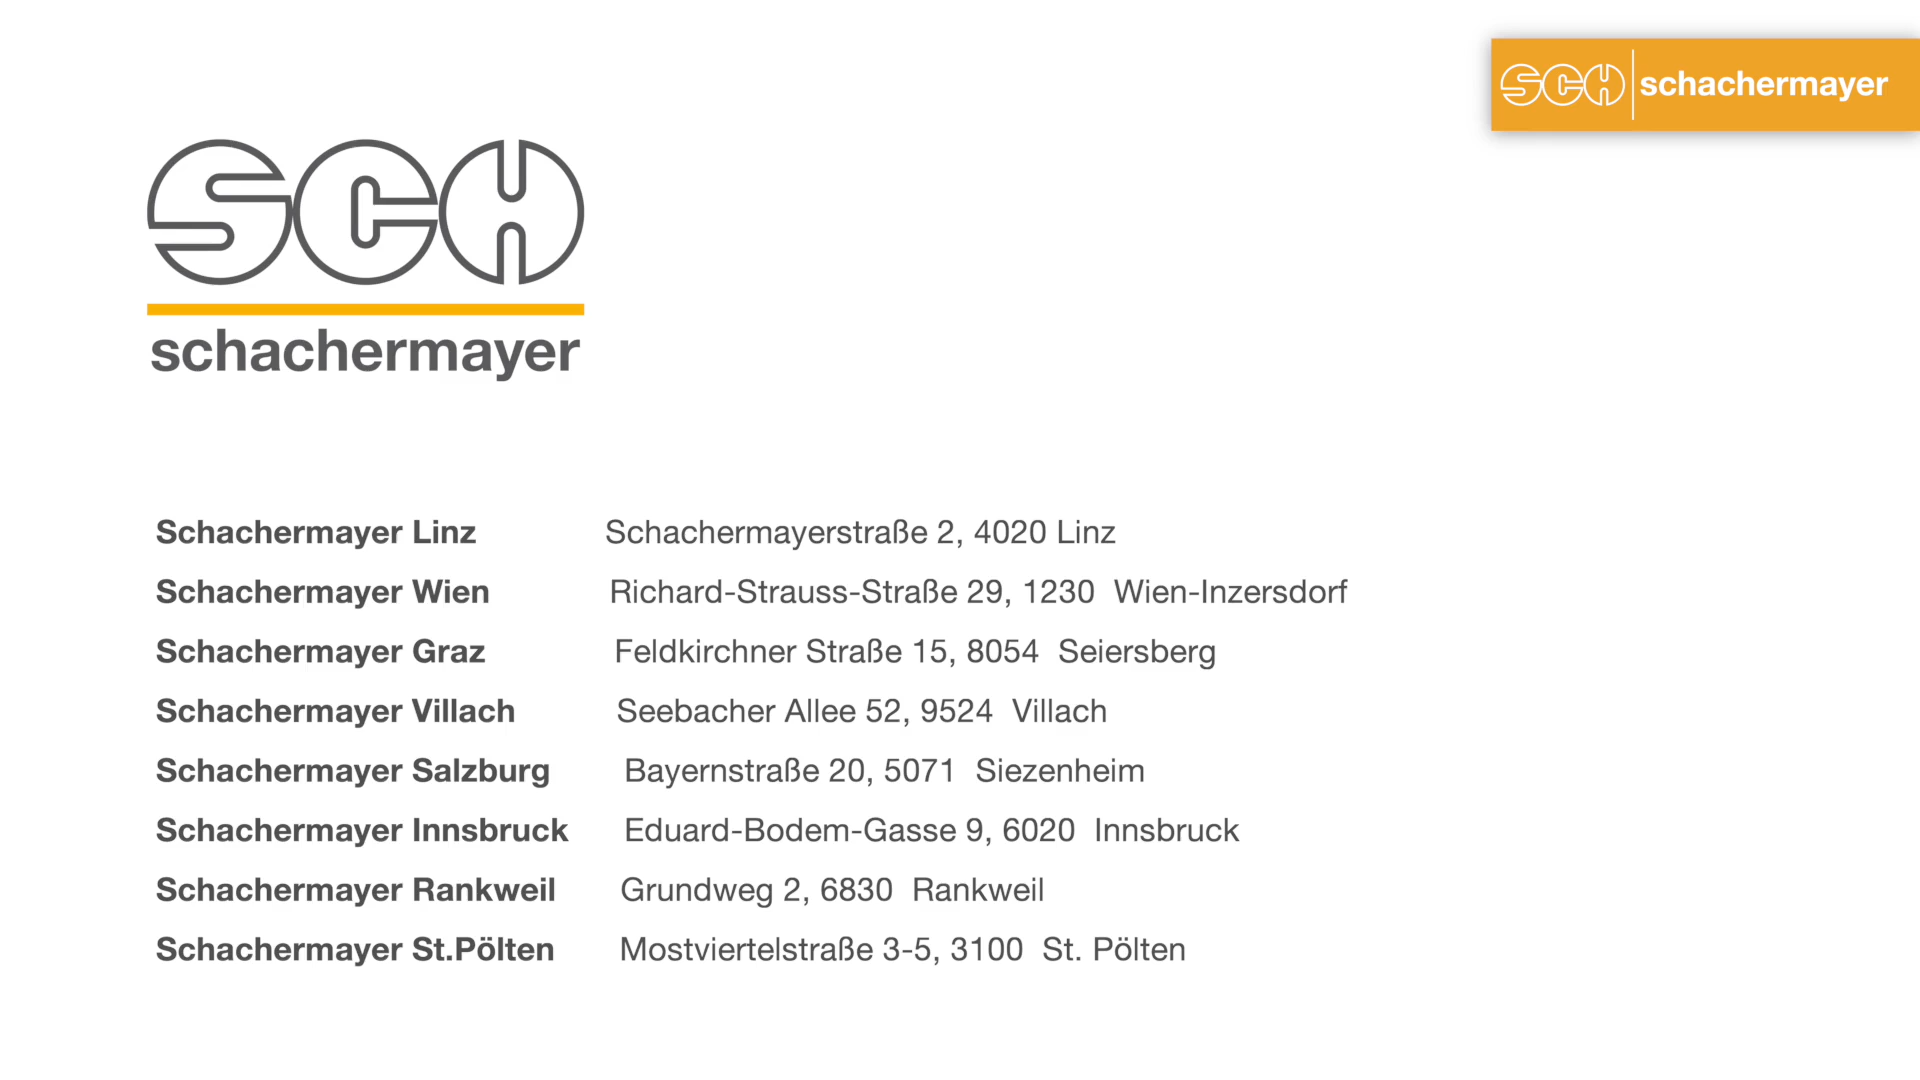 SCH schachermayer
SCH
schachermayer
Schachermayer Linz Schachermayerstraße 2, 4020 Linz
Schachermayer Wien Richard-Strauss-Straße 29, 1230 Wien-Inzersdorf
Schachermayer Graz Feldkirchner Straße 15, 8054 Seiersberg
Schachermayer Villach Seebacher Allee 52, 9524 Villach
Schachermayer Salzburg Bayernstraße 20, 5071 Siezenheim
Schachermayer Innsbruck Eduard-Bodem-Gasse 9, 6020 Innsbruck
Schachermayer Rankweil Grundweg 2, 6830 Rankweil
Schachermayer St.Pölten Mostviertelstraße 3-5, 3100 St. Pölten